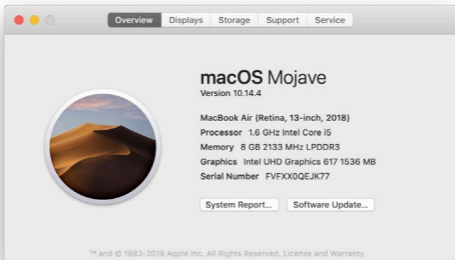 Overview Displays Storage Support Service
macOS Mojave
Version 10.14.4
MacBook Air (Retina, 13-inch, 2018)
Processor 1.6 GHz Intel Core i5
Memory 8 GB 2133 MHz LPDDR3
Graphics Intel UHD Graphics 617 1536 MB
Serial Number FVFXX0QEJK77
System Report... Software Update...
™ and © 1983-2019 Apple Inc. All Rights Reserved. License and Warranty